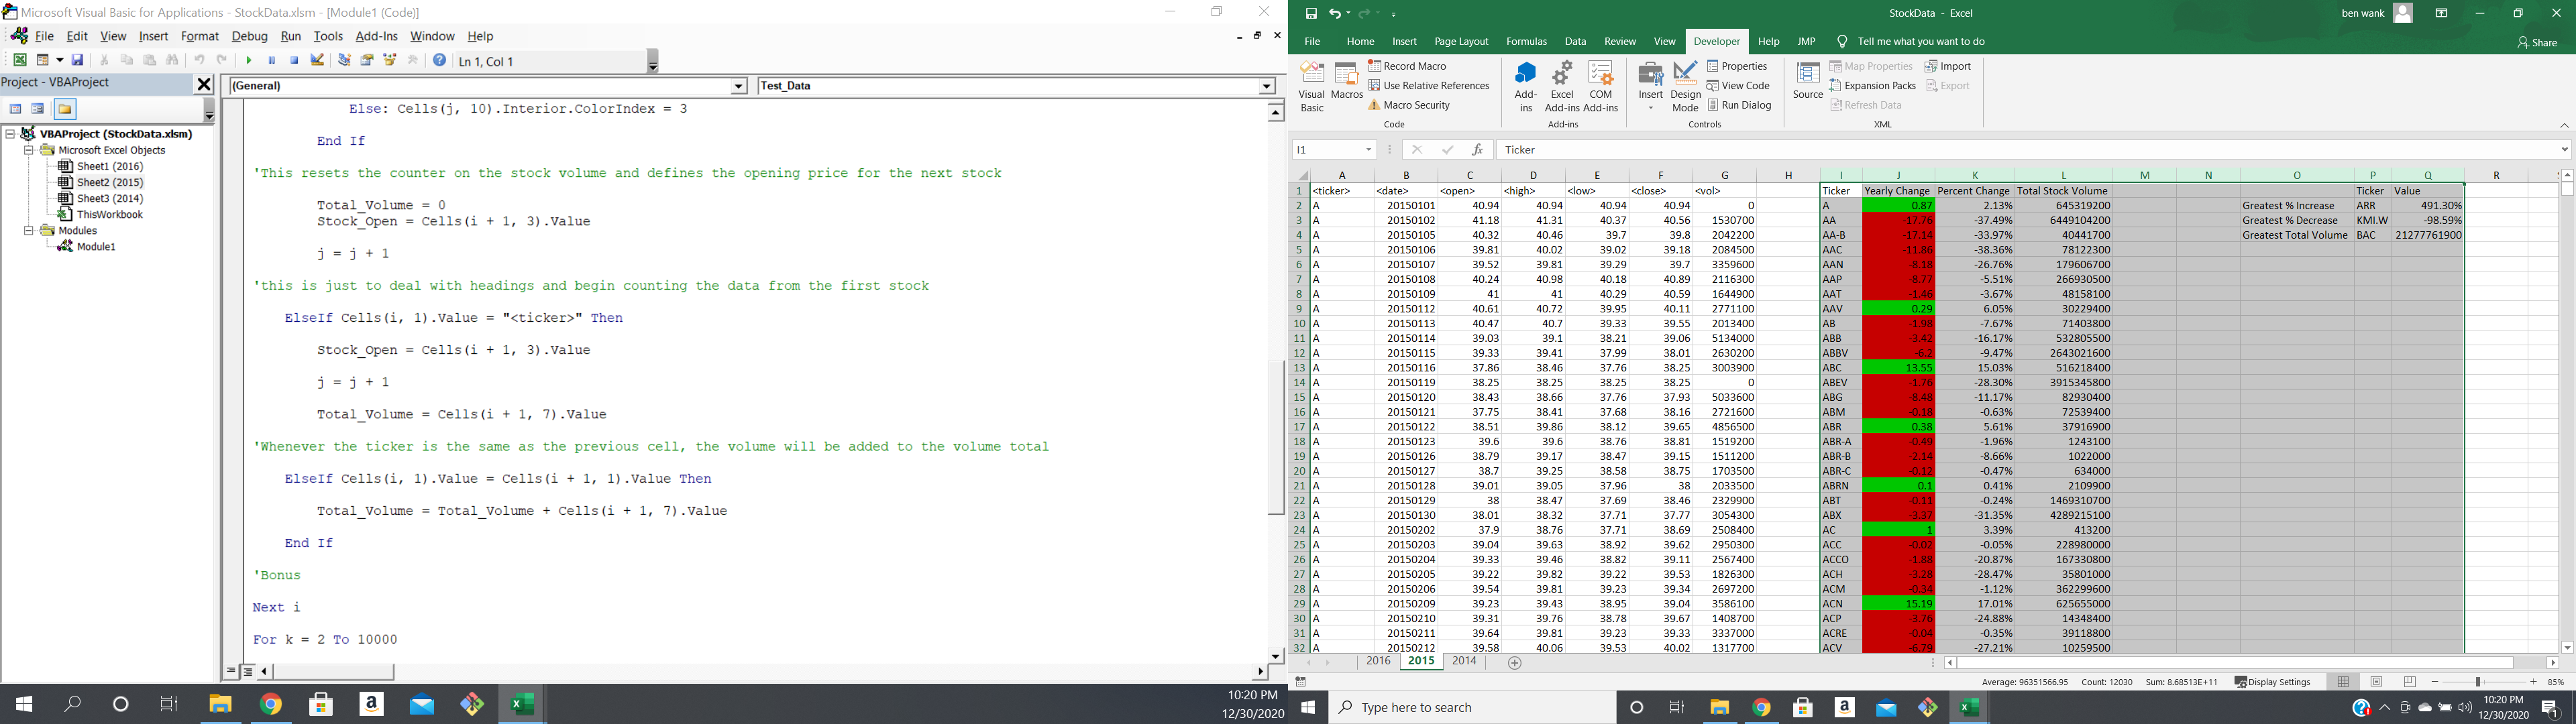 Microsoft Visual Basic for Applications - StockData.xlsm - [Module1 (Code)]
File Edit View Insert Format Debug Run Tools Add-Ins Window Help
Ln 1, Col 1
Project - VBAProject
VBAProject (StockData.xlsm)
Microsoft Excel Objects
Sheet1 (2016)
Sheet2 (2015)
Sheet3 (2014)
ThisWorkbook
Modules
Module1
(General) Test_Data
Else: Cells(j, 10).Interior.ColorIndex = 3
End If
'This resets the counter on the stock volume and defines the opening price for the next stock
Total_Volume = 0
Stock_Open = Cells(i + 1, 3).Value
j = j + 1
'this is just to deal with headings and begin counting the data from the first stock
ElseIf Cells(i, 1).Value = "<ticker>" Then
Stock_Open = Cells(i + 1, 3).Value
j = j + 1
Total_Volume = Cells(i + 1, 7).Value
'Whenever the ticker is the same as the previous cell, the volume will be added to the volume total
ElseIf Cells(i, 1).Value = Cells(i + 1, 1).Value Then
Total_Volume = Total_Volume + Cells(i + 1, 7).Value
End If
'Bonus
Next i
For k = 2 To 10000
10:20 PM
12/30/2020
StockData - Excel
ben wank
File Home Insert Page Layout Formulas Data Review View Developer Help JMP Tell me what you want to do Share
Visual Basic Macros Record Macro Use Relative References Macro Security Code
Add-ins Excel Add-ins COM Add-ins Add-ins
Insert Design Mode Properties View Code Run Dialog Controls
Source Map Properties Expansion Packs Refresh Data Import Export XML
I1 fx Ticker
A B C D E F G H I J K L M N O P Q R
1 <ticker> <date> <open> <high> <low> <close> <vol> Ticker Yearly Change Percent Change Total Stock Volume Ticker Value
2 A 20150101 40.94 40.94 40.94 40.94 0 A 0.87 2.13% 645319200 Greatest % Increase ARR 491.30%
3 A 20150102 41.18 41.31 40.37 40.56 1530700 AA -17.76 -37.49% 6449104200 Greatest % Decrease KMI.W -98.59%
4 A 20150105 40.32 40.46 39.7 39.8 2042200 AA-B -17.14 -33.97% 40441700 Greatest Total Volume BAC 21277761900
5 A 20150106 39.81 40.02 39.02 39.18 2084500 AAC -11.86 -38.36% 78122300
6 A 20150107 39.52 39.81 39.29 39.7 3359600 AAN -8.18 -26.76% 179606700
7 A 20150108 40.24 40.98 40.18 40.89 2116300 AAP -8.77 -5.51% 266930500
8 A 20150109 41 41 40.29 40.59 1644900 AAT -1.46 -3.67% 48158100
9 A 20150112 40.61 40.72 39.95 40.11 2771100 AAV 0.29 6.05% 30229400
10 A 20150113 40.47 40.7 39.33 39.55 2013400 AB -1.98 -7.67% 71403800
11 A 20150114 39.03 39.1 38.21 39.06 5134000 ABB -3.42 -16.17% 532805500
12 A 20150115 39.33 39.41 37.99 38.01 2630200 ABBV -6.2 -9.47% 2643021600
13 A 20150116 37.86 38.46 37.76 38.25 3003900 ABC 13.55 15.03% 516218400
14 A 20150119 38.25 38.25 38.25 38.25 0 ABEV -1.76 -28.30% 3915345800
15 A 20150120 38.43 38.66 37.76 37.93 5033600 ABG -8.48 -11.17% 82930400
16 A 20150121 37.75 38.41 37.68 38.16 2721600 ABM -0.18 -0.63% 72539400
17 A 20150122 38.51 39.86 38.12 39.65 4856500 ABR 0.38 5.61% 37916900
18 A 20150123 39.6 39.6 38.76 38.81 1519200 ABR-A -0.49 -1.96% 1243100
19 A 20150126 38.79 39.17 38.47 39.15 1511200 ABR-B -2.14 -8.66% 1022000
20 A 20150127 38.7 39.25 38.58 38.75 1703500 ABR-C -0.12 -0.47% 634000
21 A 20150128 39.01 39.05 37.96 38 2033500 ABRN 0.1 0.41% 2109900
22 A 20150129 38 38.47 37.69 38.46 2329900 ABT -0.11 -0.24% 1469310700
23 A 20150130 38.01 38.32 37.71 37.77 3054300 ABX -3.37 -31.35% 4289215100
24 A 20150202 37.9 38.76 37.71 38.69 2508400 AC 1 3.39% 413200
25 A 20150203 39.04 39.63 38.92 39.62 2950300 ACC -0.02 -0.05% 228980000
26 A 20150204 39.33 39.46 38.82 39.11 2567400 ACCO -1.88 -20.87% 167330800
27 A 20150205 39.22 39.82 39.22 39.53 1826300 ACH -3.28 -28.47% 35801000
28 A 20150206 39.54 39.81 39.23 39.34 2697200 ACM -0.34 -1.12% 362299600
29 A 20150209 39.23 39.43 38.95 39.04 3586100 ACN 15.19 17.01% 625655000
30 A 20150210 39.31 39.76 38.78 39.67 1408700 ACP -3.76 -24.88% 14348400
31 A 20150211 39.64 39.81 39.23 39.33 3337000 ACRE -0.04 -0.35% 39118800
32 A 20150212 39.58 40.06 39.53 40.02 1317700 ACV -6.79 -27.21% 10259500
2016 2015 2014
Average: 96351566.95 Count: 12030 Sum: 8.68513E+11 Display Settings 85%
Type here to search
10:20 PM
12/30/2020